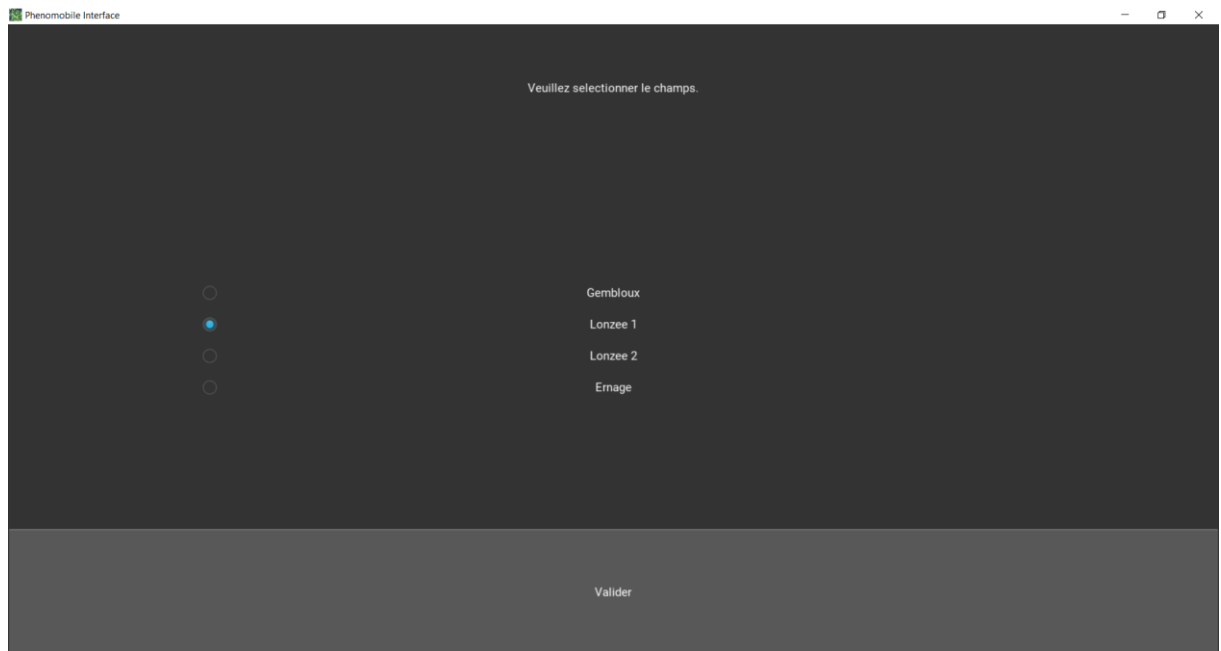 Phenomobile Interface
Veuillez selectionner le champs.
Gembloux
Lonzee 1
Lonzee 2
Ernage
Valider